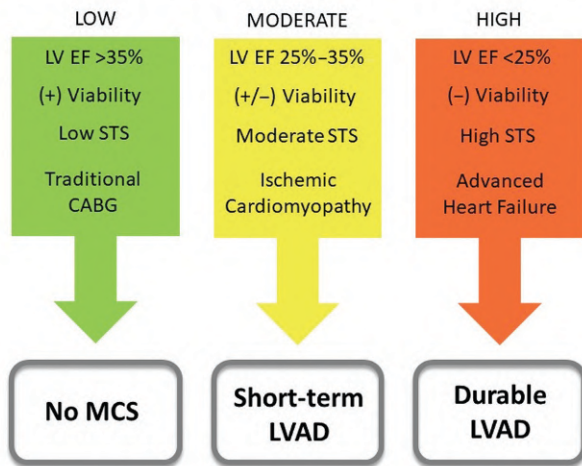 LOW
LV EF >35%
(+) Viability
Low STS
Traditional
CABG
No MCS
MODERATE
LV EF 25%–35%
(+/–) Viability
Moderate STS
Ischemic
Cardiomyopathy
Short-term
LVAD
HIGH
LV EF <25%
(–) Viability
High STS
Advanced
Heart Failure
Durable
LVAD